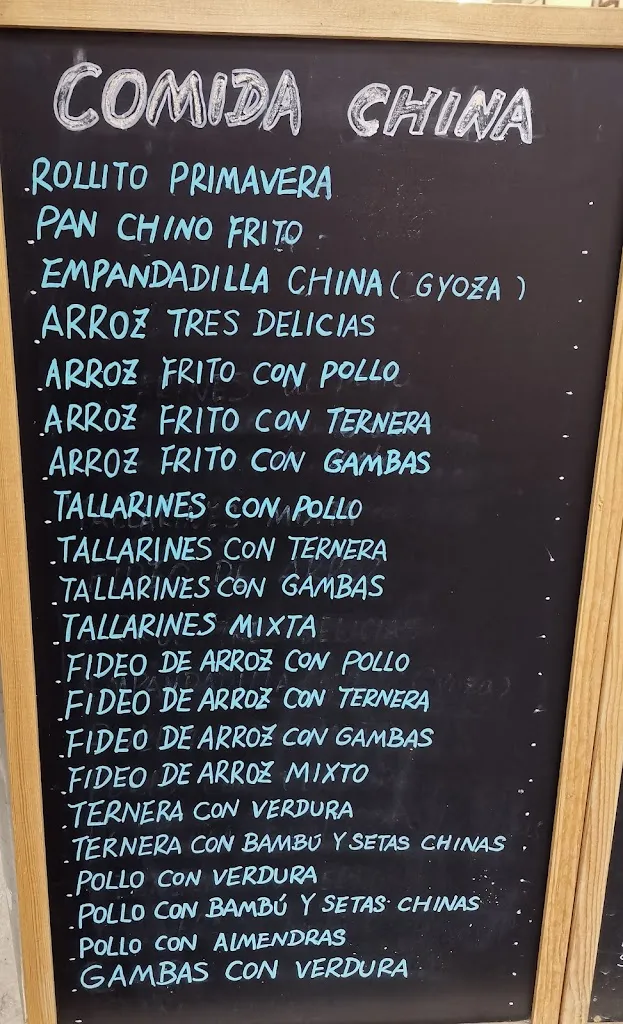 COMIDA CHINA
.ROLLITO PRIMAVERA
.PAN CHINO FRITO
.EMPANDADILLA CHINA ( GYOZA )
.ARROZ TRES DELICIAS
.ARROZ FRITO CON POLLO
.ARROZ FRITO CON TERNERA
.ARROZ FRITO CON GAMBAS
.TALLARINES CON POLLO
.TALLARINES CON TERNERA
.TALLARINES CON GAMBAS
.TALLARINES MIXTA
.FIDEO DE ARROZ CON POLLO
.FIDEO DE ARROZ CON TERNERA
.FIDEO DE ARROZ CON GAMBAS
.FIDEO DE ARROZ MIXTO
.TERNERA CON VERDURA
.TERNERA CON BAMBÚ Y SETAS CHINAS
.POLLO CON VERDURA
.POLLO CON BAMBÚ Y SETAS CHINAS
.POLLO CON ALMENDRAS
.GAMBAS CON VERDURA